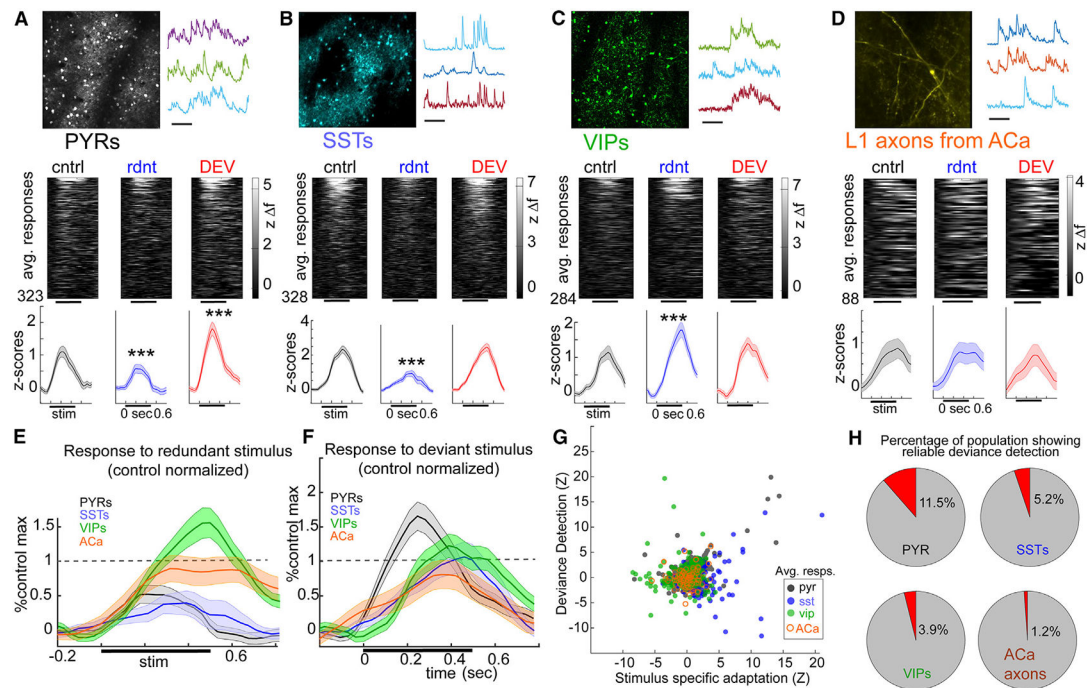 A
B
C
D
PYRs
SSTs
VIPs
L1 axons from ACa
cntrl rdnt DEV
cntrl rdnt DEV
cntrl rdnt DEV
cntrl rdnt DEV
avg. responses
323
5
4
z Δf
2
0
avg. responses
328
7
6
z Δf
3
0
avg. responses
284
7
6
z Δf
3
0
avg. responses
88
4
z Δf
2
0
z-scores
2
1
0
*** ***
stim 0 sec 0.6
z-scores
4
2
0
***
stim 0 sec 0.6
z-scores
2
1
0
***
stim 0 sec 0.6
z-scores
2
1
0
stim 0 sec 0.6
E
Response to redundant stimulus
(control normalized)
PYRs
SSTs
VIPs
ACa
%control max
1.5
1
0.5
0
-0.2 stim 0.6
F
Response to deviant stimulus
(control normalized)
PYRs
SSTs
VIPs
ACa
%control max
1.5
1
0.5
0
0 0.2 0.4 0.6
time (sec)
G
Deviance Detection (Z)
20
15
10
5
0
-5
-10
-10 -5 0 5 10 15 20
Stimulus specific adaptation (Z)
Avg. resps.
pyr
sst
vip
ACa
H
Percentage of population showing
reliable deviance detection
11.5%
PYR
5.2%
SSTs
3.9%
VIPs
1.2%
ACa
axons